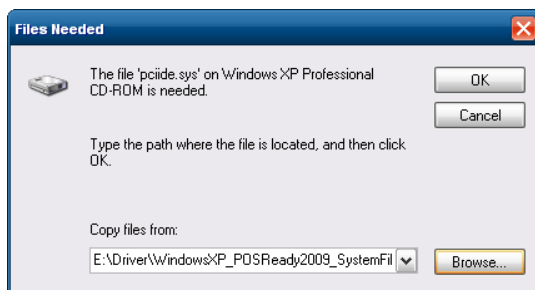 Files Needed
The file 'pciide.sys' on Windows XP Professional
CD-ROM is needed.
OK
Cancel
Type the path where the file is located, and then click
OK.
Copy files from:
E:\Driver\WindowsXP_POSReady2009_SystemFil
Browse...